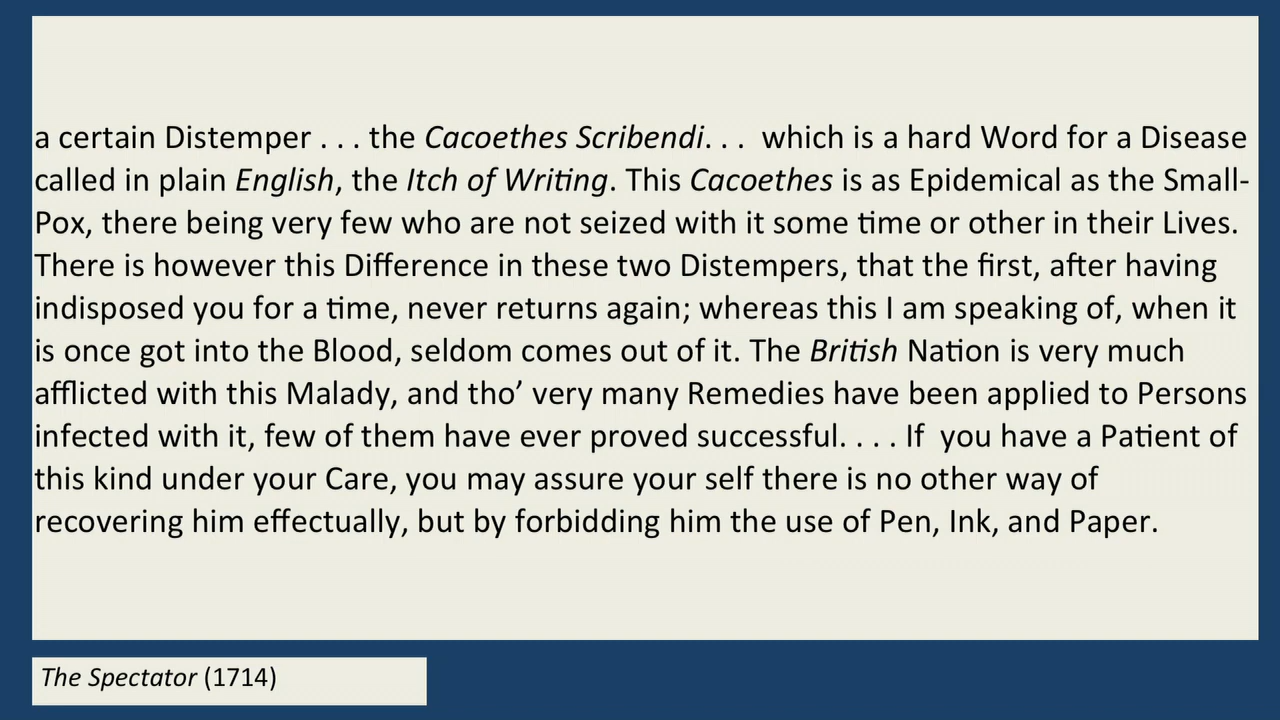 a certain Distemper . . . the Cacoethes Scribendi. . .  which is a hard Word for a Disease
called in plain English, the Itch of Writing. This Cacoethes is as Epidemical as the Small-
Pox, there being very few who are not seized with it some time or other in their Lives.
There is however this Difference in these two Distempers, that the first, after having
indisposed you for a time, never returns again; whereas this I am speaking of, when it
is once got into the Blood, seldom comes out of it. The British Nation is very much
afflicted with this Malady, and tho’ very many Remedies have been applied to Persons
infected with it, few of them have ever proved successful. . . . If  you have a Patient of
this kind under your Care, you may assure your self there is no other way of
recovering him effectually, but by forbidding him the use of Pen, Ink, and Paper.
The Spectator (1714)